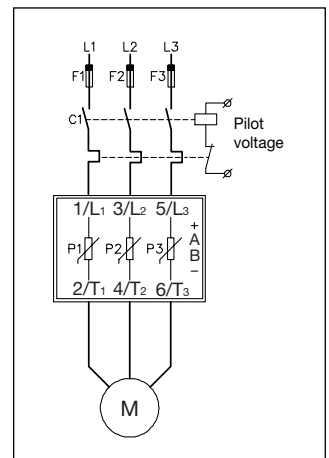 L1 L2 L3
F1 F2 F3
C1
Pilot
voltage
1/L1 3/L2 5/L3
+
A
P1 P2 P3
B
−
2/T1 4/T2 6/T3
M